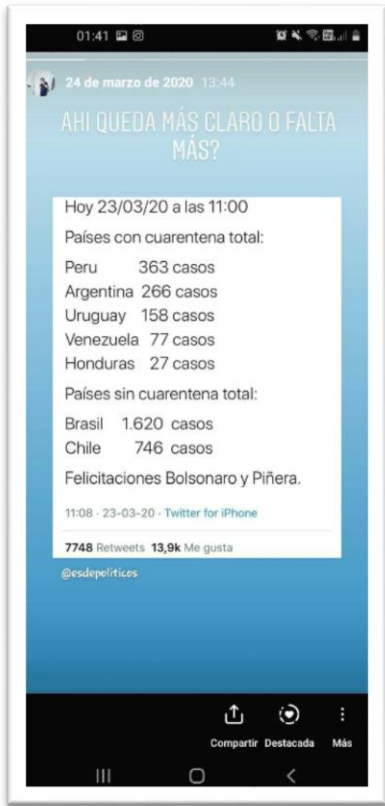 01:41
24 de marzo de 2020 13:44
AHI QUEDA MÁS CLARO O FALTA
MÁS?
Hoy 23/03/20 a las 11:00
Países con cuarentena total:
Peru 363 casos
Argentina 266 casos
Uruguay 158 casos
Venezuela 77 casos
Honduras 27 casos
Países sin cuarentena total:
Brasil 1.620 casos
Chile 746 casos
Felicitaciones Bolsonaro y Piñera.
11:08 · 23-03-20 · Twitter for iPhone
7748 Retweets 13,9k Me gusta
@esdepoliticos
Compartir Destacada Más